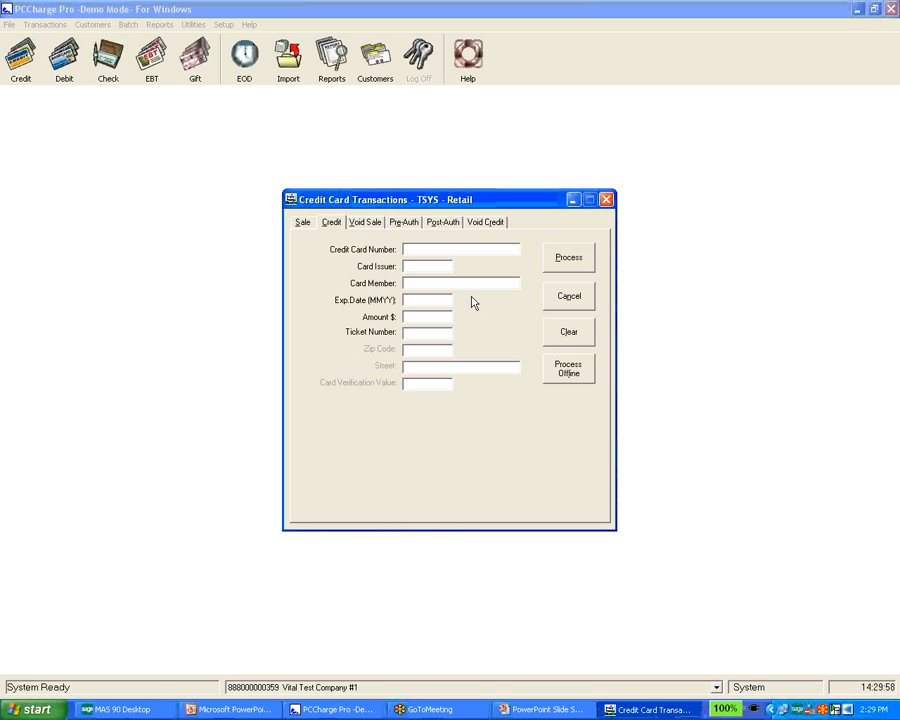 PCCharge Pro -Demo Mode- For Windows
File Transactions Customers Batch Reports Utilities Setup Help
Credit Debit Check EBT Gift EOD Import Reports Customers Log Off Help
Credit Card Transactions - TSYS - Retail
Sale Credit Void Sale Pre-Auth Post-Auth Void Credit
Credit Card Number:
Process
Card Issuer:
Card Member:
Cancel
Exp.Date (MMYY):
Amount $:
Ticket Number:
Clear
Zip Code:
Street:
Process
Offline
Card Verification Value:
System Ready 888000000359 Vital Test Company #1 System 14:29:58
start MAS 90 Desktop Microsoft PowerPoi... PCCharge Pro -De... GoToMeeting PowerPoint Slide S... Credit Card Transa... 100% 2:29 PM